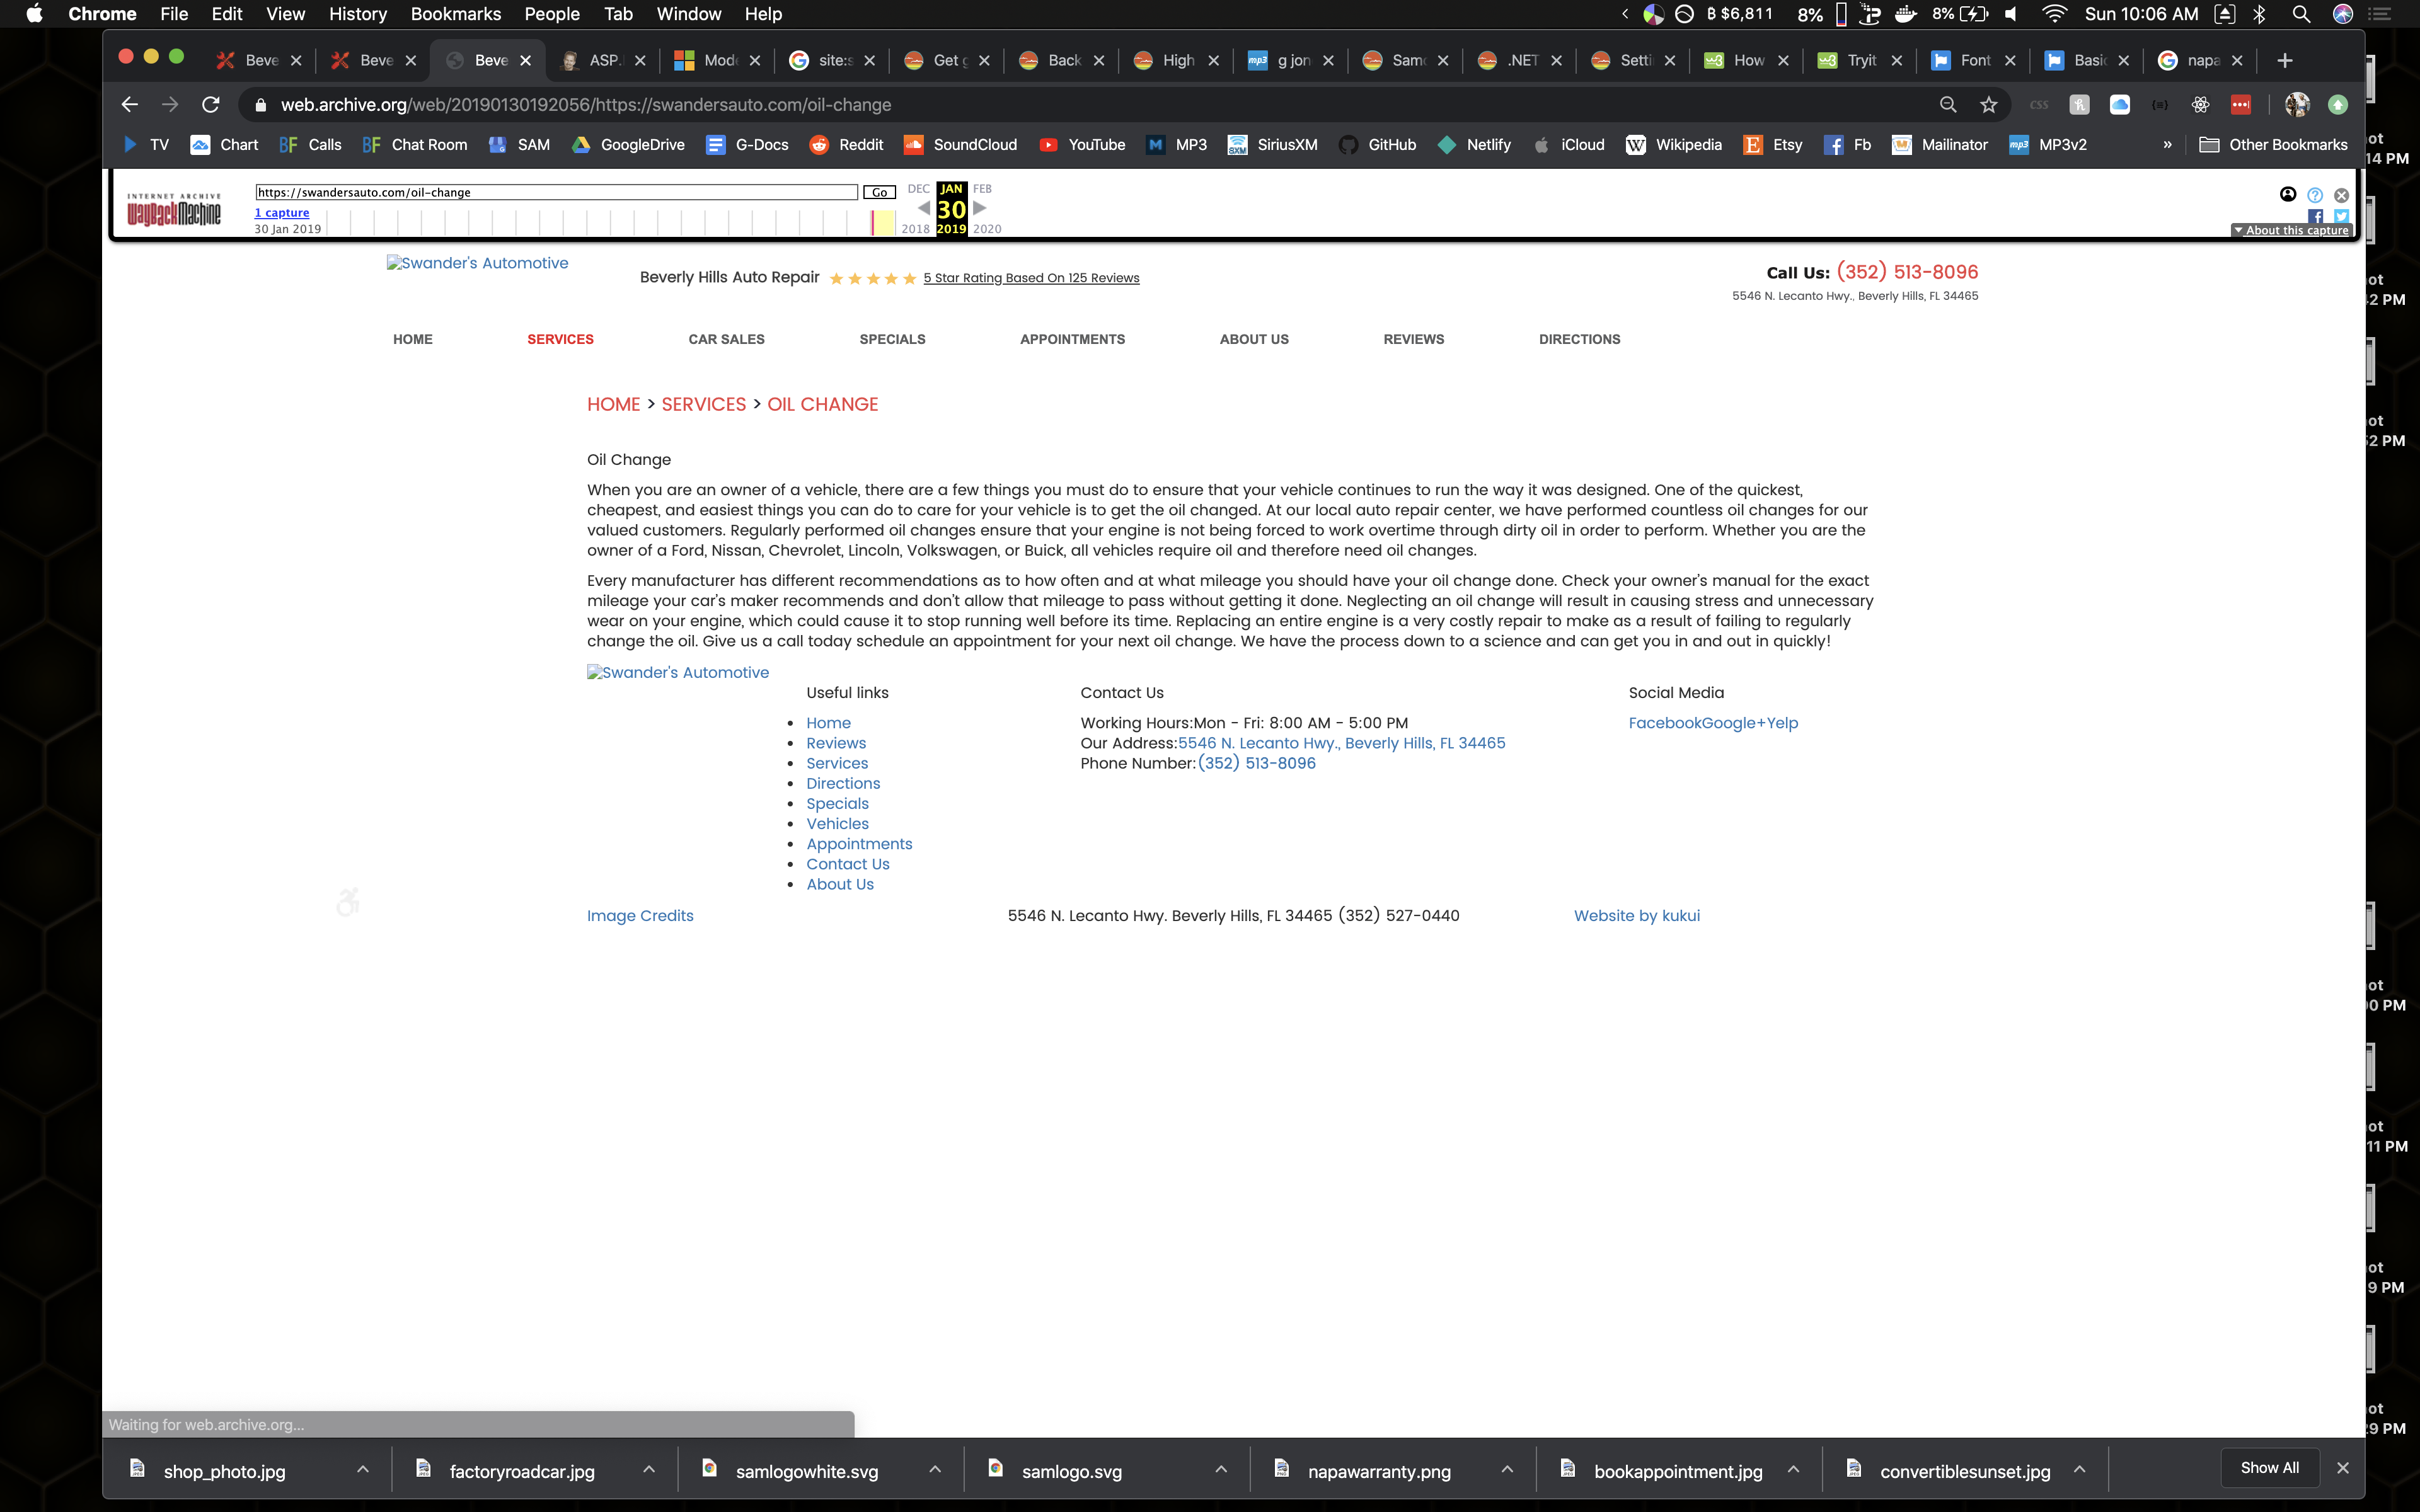 Chrome File Edit View History Bookmarks People Tab Window Help
฿ $6,811 8% 8% Sun 10:06 AM
Beve Beve Beve ASP. Mod site:s Get g Back High g jon Samc .NET Setti How Tryit Font Basic napa
web.archive.org/web/20190130192056/https://swandersauto.com/oil-change
TV Chart BF Calls BF Chat Room SAM GoogleDrive G-Docs Reddit SoundCloud YouTube M MP3 SiriusXM GitHub Netlify iCloud W Wikipedia E Etsy Fb Mailinator mp3 MP3v2 » Other Bookmarks
INTERNET ARCHIVE
WayBackMachine
https://swandersauto.com/oil-change Go
DEC JAN FEB
1 capture
30
30 Jan 2019
2018 2019 2020
About this capture
Swander's Automotive
Beverly Hills Auto Repair 5 Star Rating Based On 125 Reviews
Call Us: (352) 513-8096
5546 N. Lecanto Hwy., Beverly Hills, FL 34465
HOME SERVICES CAR SALES SPECIALS APPOINTMENTS ABOUT US REVIEWS DIRECTIONS
HOME > SERVICES > OIL CHANGE
Oil Change
When you are an owner of a vehicle, there are a few things you must do to ensure that your vehicle continues to run the way it was designed. One of the quickest,
cheapest, and easiest things you can do to care for your vehicle is to get the oil changed. At our local auto repair center, we have performed countless oil changes for our
valued customers. Regularly performed oil changes ensure that your engine is not being forced to work overtime through dirty oil in order to perform. Whether you are the
owner of a Ford, Nissan, Chevrolet, Lincoln, Volkswagen, or Buick, all vehicles require oil and therefore need oil changes.
Every manufacturer has different recommendations as to how often and at what mileage you should have your oil change done. Check your owner's manual for the exact
mileage your car's maker recommends and don't allow that mileage to pass without getting it done. Neglecting an oil change will result in causing stress and unnecessary
wear on your engine, which could cause it to stop running well before its time. Replacing an entire engine is a very costly repair to make as a result of failing to regularly
change the oil. Give us a call today schedule an appointment for your next oil change. We have the process down to a science and can get you in and out in quickly!
Swander's Automotive
Useful links
Home
Reviews
Services
Directions
Specials
Vehicles
Appointments
Contact Us
About Us
Contact Us
Working Hours:Mon - Fri: 8:00 AM - 5:00 PM
Our Address:5546 N. Lecanto Hwy., Beverly Hills, FL 34465
Phone Number:(352) 513-8096
Social Media
FacebookGoogle+Yelp
Image Credits
5546 N. Lecanto Hwy. Beverly Hills, FL 34465 (352) 527-0440
Website by kukui
Waiting for web.archive.org...
shop_photo.jpg factoryroadcar.jpg samlogowhite.svg samlogo.svg napawarranty.png bookappointment.jpg convertiblesunset.jpg Show All